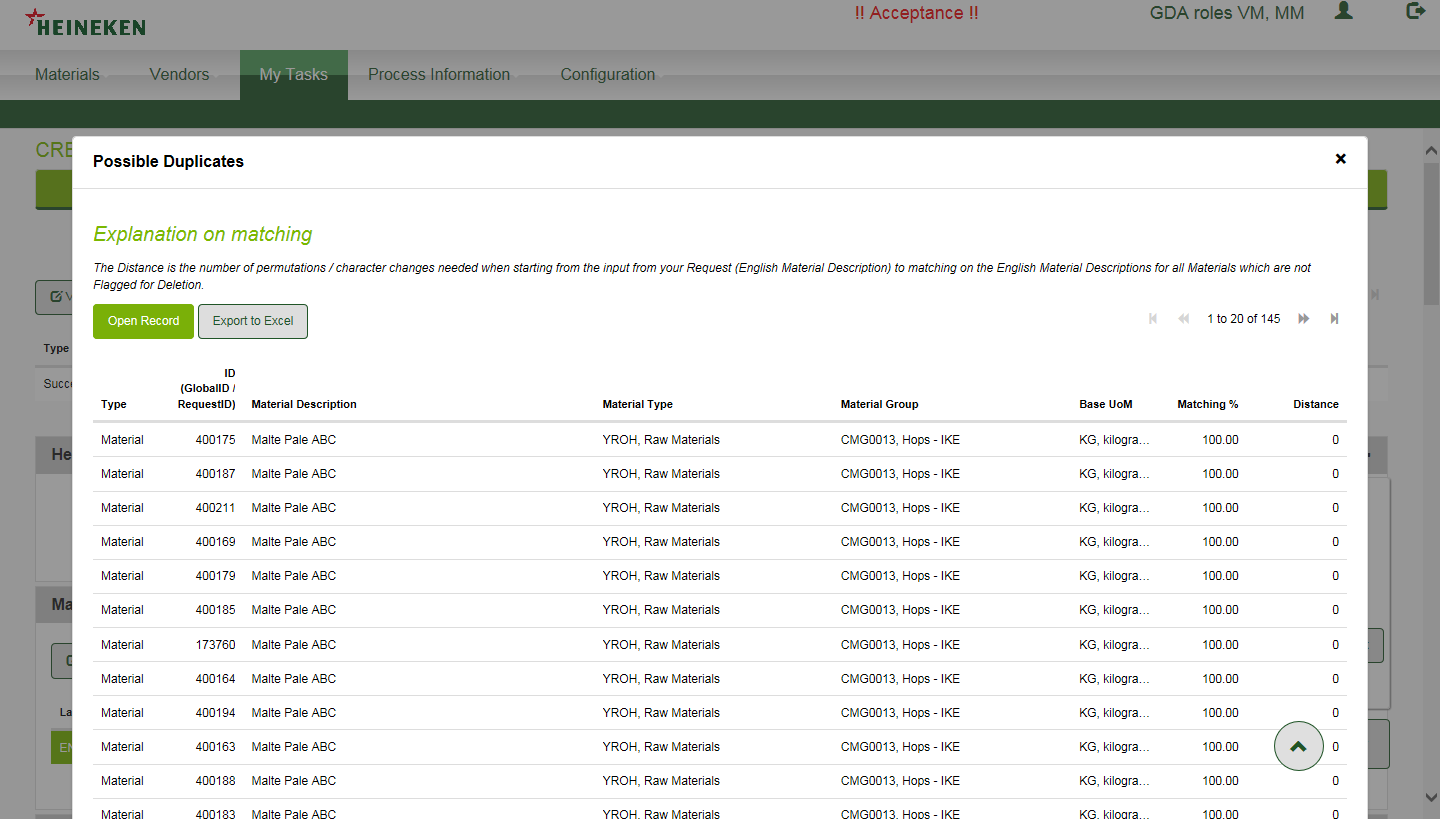 HEINEKEN
!! Acceptance !!
GDA roles VM, MM
Materials Vendors My Tasks Process Information Configuration
CRE
Possible Duplicates
Explanation on matching
The Distance is the number of permutations / character changes needed when starting from the input from your Request (English Material Description) to matching on the English Material Descriptions for all Materials which are not
Flagged for Deletion.
Open Record Export to Excel 1 to 20 of 145
Type
Succe
He
Ma
La
EN
ID
(GlobalID /
Type RequestID) Material Description Material Type Material Group Base UoM Matching % Distance
Material 400175 Malte Pale ABC YROH, Raw Materials CMG0013, Hops - IKE KG, kilogra... 100.00 0
Material 400187 Malte Pale ABC YROH, Raw Materials CMG0013, Hops - IKE KG, kilogra... 100.00 0
Material 400211 Malte Pale ABC YROH, Raw Materials CMG0013, Hops - IKE KG, kilogra... 100.00 0
Material 400169 Malte Pale ABC YROH, Raw Materials CMG0013, Hops - IKE KG, kilogra... 100.00 0
Material 400179 Malte Pale ABC YROH, Raw Materials CMG0013, Hops - IKE KG, kilogra... 100.00 0
Material 400185 Malte Pale ABC YROH, Raw Materials CMG0013, Hops - IKE KG, kilogra... 100.00 0
Material 173760 Malte Pale ABC YROH, Raw Materials CMG0013, Hops - IKE KG, kilogra... 100.00 0
Material 400164 Malte Pale ABC YROH, Raw Materials CMG0013, Hops - IKE KG, kilogra... 100.00 0
Material 400194 Malte Pale ABC YROH, Raw Materials CMG0013, Hops - IKE KG, kilogra... 100.00 0
Material 400163 Malte Pale ABC YROH, Raw Materials CMG0013, Hops - IKE KG, kilogra... 100.00 0
Material 400188 Malte Pale ABC YROH, Raw Materials CMG0013, Hops - IKE KG, kilogra... 100.00 0
Material 400183 Malte Pale ABC YROH, Raw Materials CMG0013, Hops - IKE KG, kilogra... 100.00 0